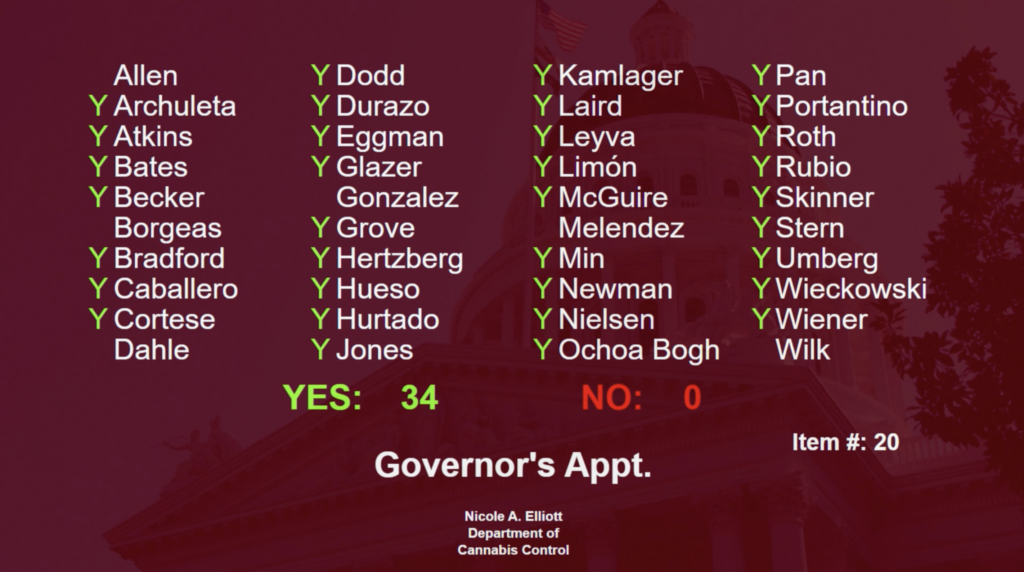 Allen Y Dodd Y Kamlager Y Pan
Y Archuleta Y Durazo Y Laird Y Portantino
Y Atkins Y Eggman Y Leyva Y Roth
Y Bates Y Glazer Y Limón Y Rubio
Y Becker Gonzalez Y McGuire Y Skinner
Borgeas Y Grove Melendez Y Stern
Y Bradford Y Hertzberg Y Min Y Umberg
Y Caballero Y Hueso Y Newman Y Wieckowski
Y Cortese Y Hurtado Y Nielsen Y Wiener
Dahle Y Jones Y Ochoa Bogh Wilk
YES: 34 NO: 0
Item #: 20
Governor's Appt.
Nicole A. Elliott
Department of
Cannabis Control